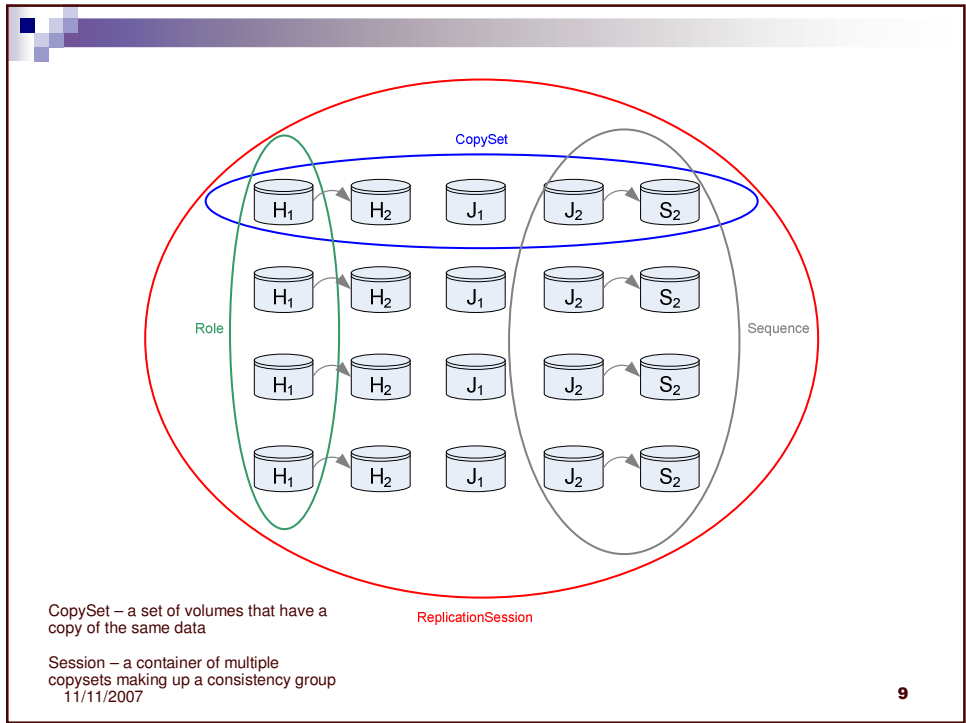 CopySet
H₁ H₂ J₁ J₂ S₂
H₁ H₂ J₁ J₂ S₂
Role
Sequence
H₁ H₂ J₁ J₂ S₂
H₁ H₂ J₁ J₂ S₂
CopySet – a set of volumes that have a
copy of the same data
ReplicationSession
Session – a container of multiple
copysets making up a consistency group
11/11/2007
9